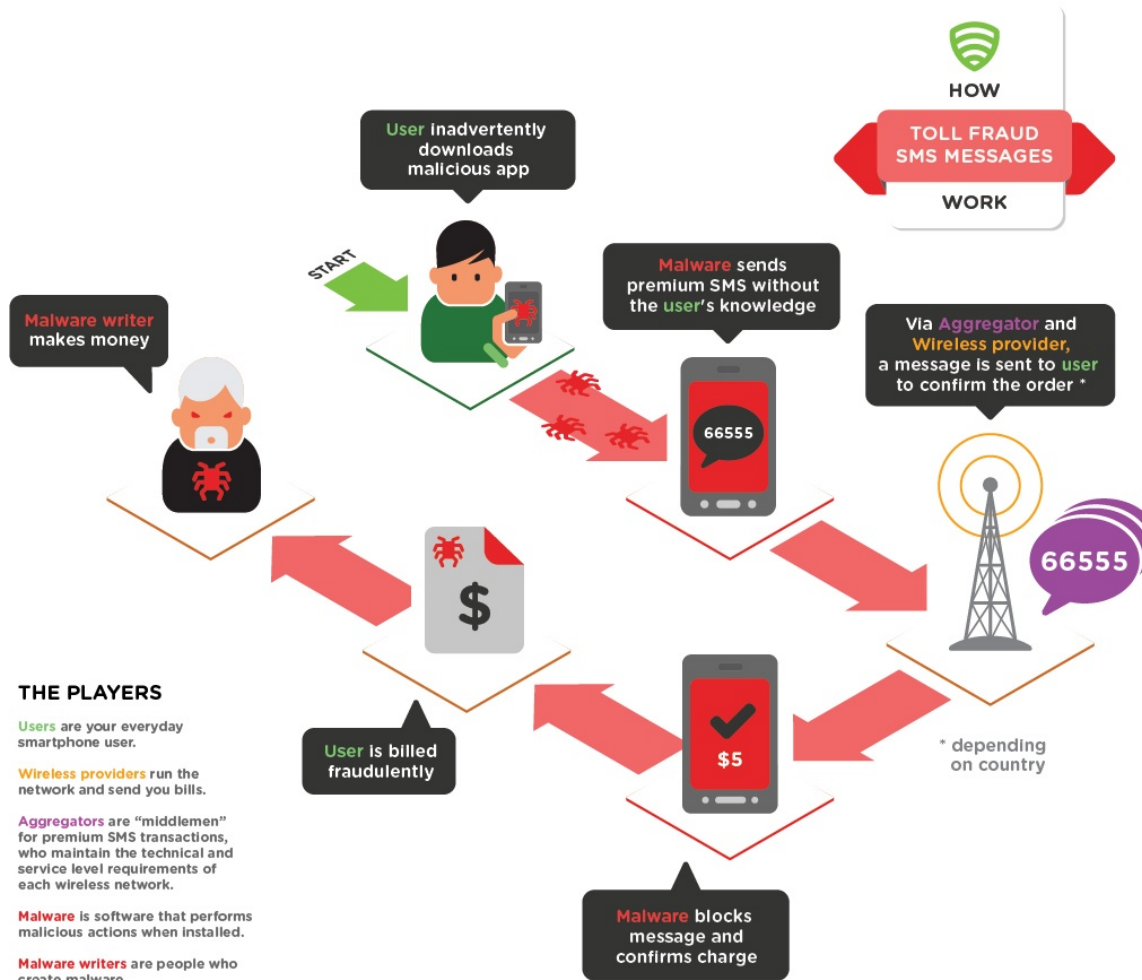 HOW
TOLL FRAUD
SMS MESSAGES
WORK
START
User inadvertently
downloads
malicious app
Malware sends
premium SMS without
the user's knowledge
66555
Via Aggregator and
Wireless provider,
a message is sent to user
to confirm the order *
66555
* depending
on country
$5
Malware blocks
message and
confirms charge
$
User is billed
fraudulently
Malware writer
makes money
THE PLAYERS
Users are your everyday
smartphone user.
Wireless providers run the
network and send you bills.
Aggregators are “middlemen”
for premium SMS transactions,
who maintain the technical and
service level requirements of
each wireless network.
Malware is software that performs
malicious actions when installed.
Malware writers are people who
create malware.